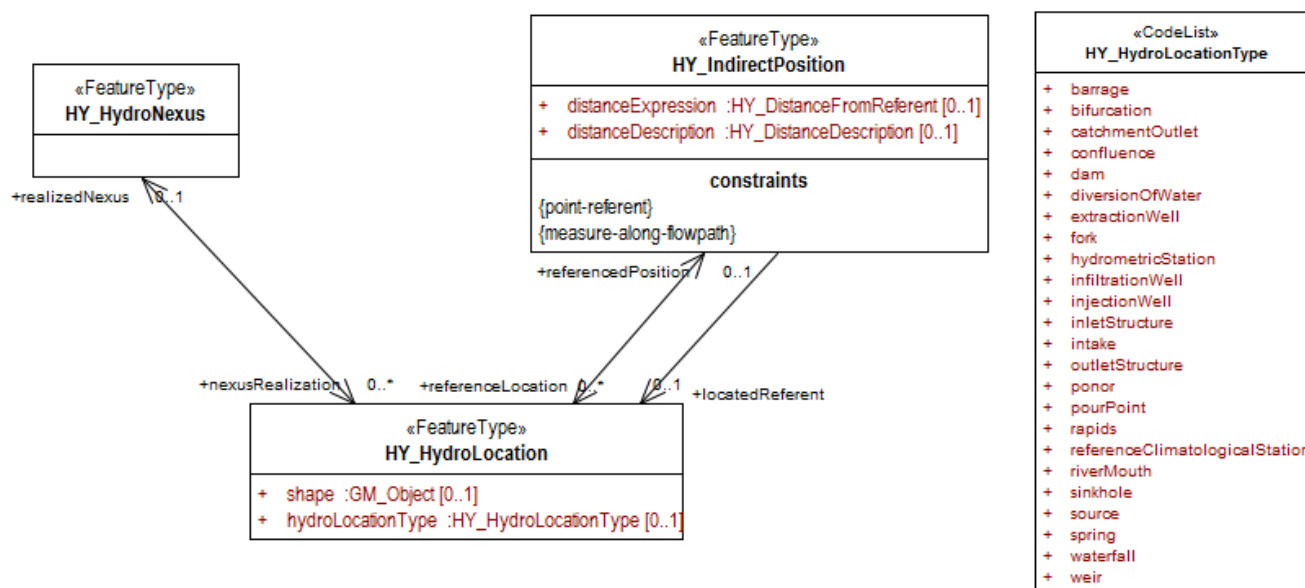 «FeatureType»
HY_HydroNexus
+realizedNexus 0..1
«FeatureType»
HY_IndirectPosition
+ distanceExpression :HY_DistanceFromReferent [0..1]
+ distanceDescription :HY_DistanceDescription [0..1]
constraints
{point-referent}
{measure-along-flowpath}
+referencedPosition 0..1
+nexusRealization 0..*
+referenceLocation 0..*
0..1 +locatedReferent
«FeatureType»
HY_HydroLocation
+ shape :GM_Object [0..1]
+ hydroLocationType :HY_HydroLocationType [0..1]
«CodeList»
HY_HydroLocationType
+ barrage
+ bifurcation
+ catchmentOutlet
+ confluence
+ dam
+ diversionOfWater
+ extractionWell
+ fork
+ hydrometricStation
+ infiltrationWell
+ injectionWell
+ inletStructure
+ intake
+ outletStructure
+ ponor
+ pourPoint
+ rapids
+ referenceClimatologicalStation
+ riverMouth
+ sinkhole
+ source
+ spring
+ waterfall
+ weir